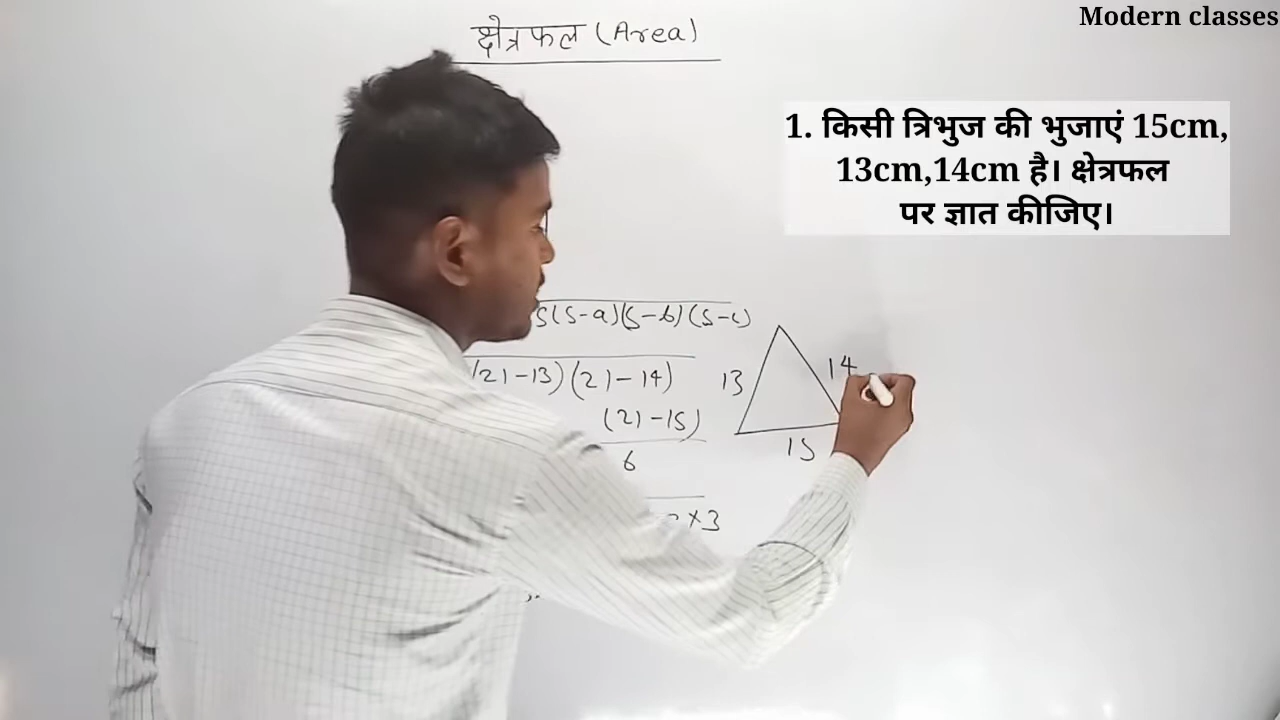 Modern classes
क्षेत्रफल (Area)
1. किसी त्रिभुज की भुजाएं 15cm,
13cm,14cm है। क्षेत्रफल
पर ज्ञात कीजिए।
S(S-a)(S-b)(S-c)
(21-13)(21-14)
(21-15)
6
×3
13
14
15